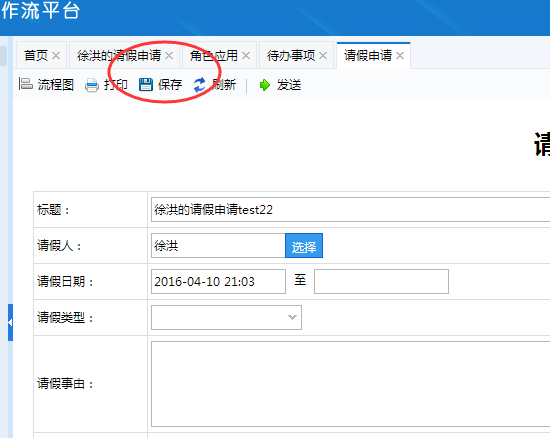 作流平台
首页 徐洪的请假申请 角色应用 待办事项 请假申请
流程图 打印 保存 刷新 发送
请
标题：徐洪的请假申请test22
请假人：徐洪 选择
请假日期：2016-04-10 21:03 至
请假类型：
请假事由：